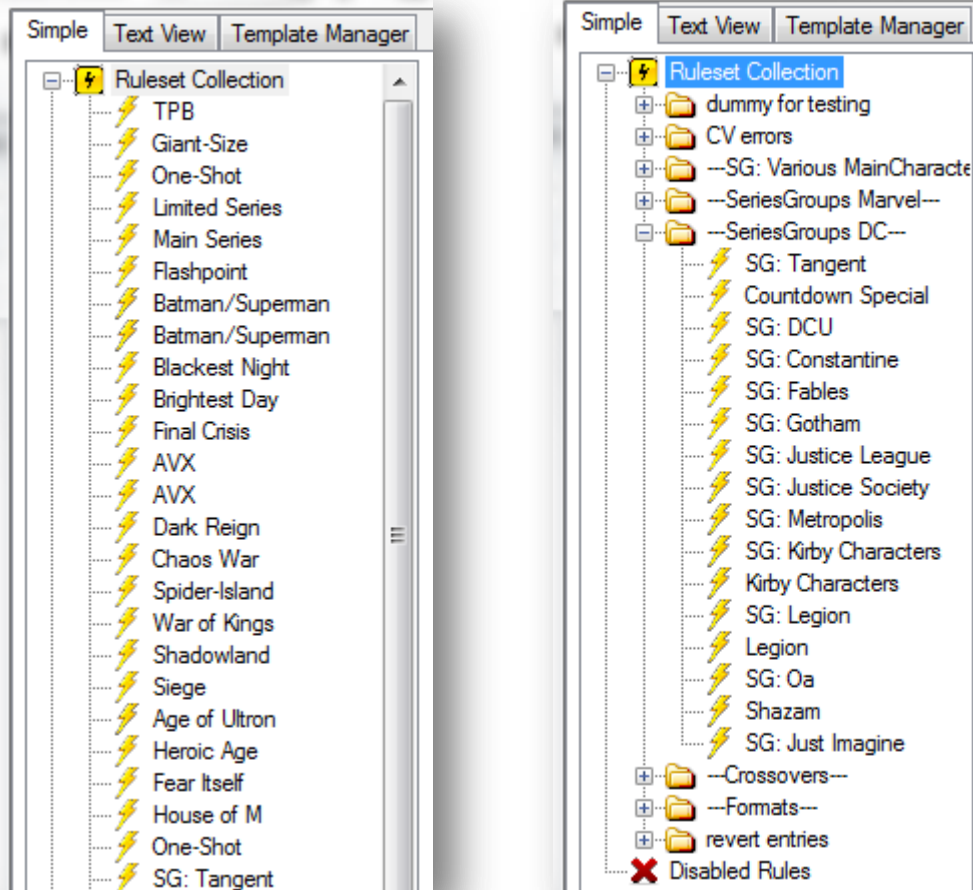 Simple Text View Template Manager
Ruleset Collection
TPB
Giant-Size
One-Shot
Limited Series
Main Series
Flashpoint
Batman/Superman
Batman/Superman
Blackest Night
Brightest Day
Final Crisis
AVX
AVX
Dark Reign
Chaos War
Spider-Island
War of Kings
Shadowland
Siege
Age of Ultron
Heroic Age
Fear Itself
House of M
One-Shot
SG: Tangent
Simple Text View Template Manager
Ruleset Collection
dummy for testing
CV errors
---SG: Various MainCharacte
---SeriesGroups Marvel---
---SeriesGroups DC---
SG: Tangent
Countdown Special
SG: DCU
SG: Constantine
SG: Fables
SG: Gotham
SG: Justice League
SG: Justice Society
SG: Metropolis
SG: Kirby Characters
Kirby Characters
SG: Legion
Legion
SG: Oa
Shazam
SG: Just Imagine
---Crossovers---
---Formats---
revert entries
Disabled Rules